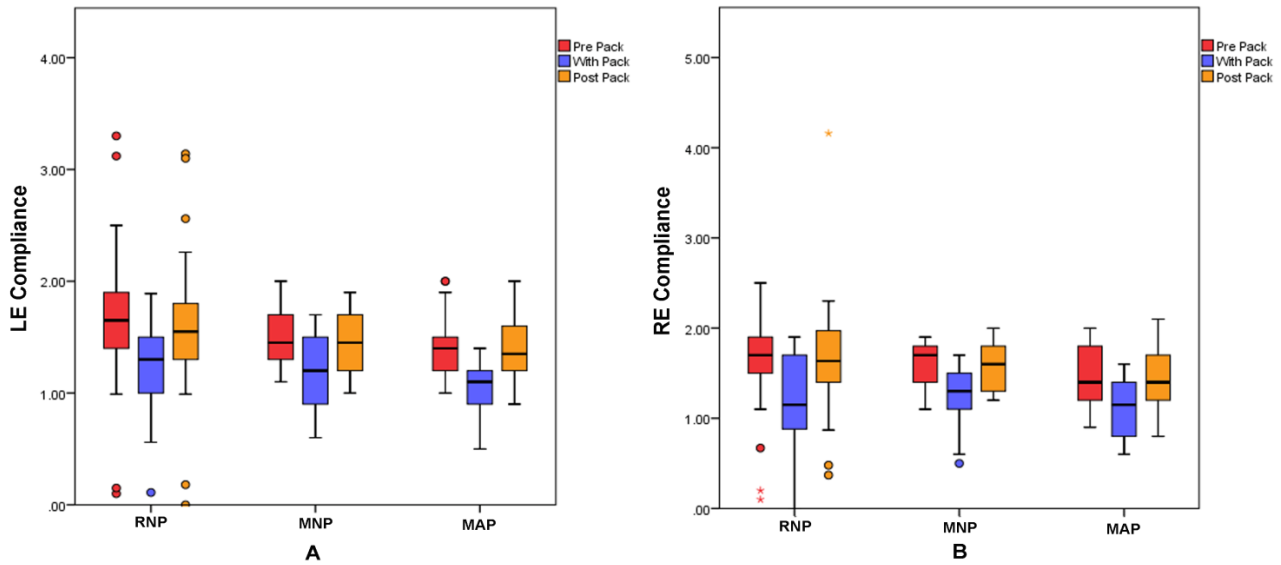 LE Compliance
4.00
3.00
2.00
1.00
.00
RNP
MNP
MAP
Pre Pack
With Pack
Post Pack
A
RE Compliance
5.00
4.00
3.00
2.00
1.00
.00
RNP
MNP
MAP
Pre Pack
With Pack
Post Pack
B